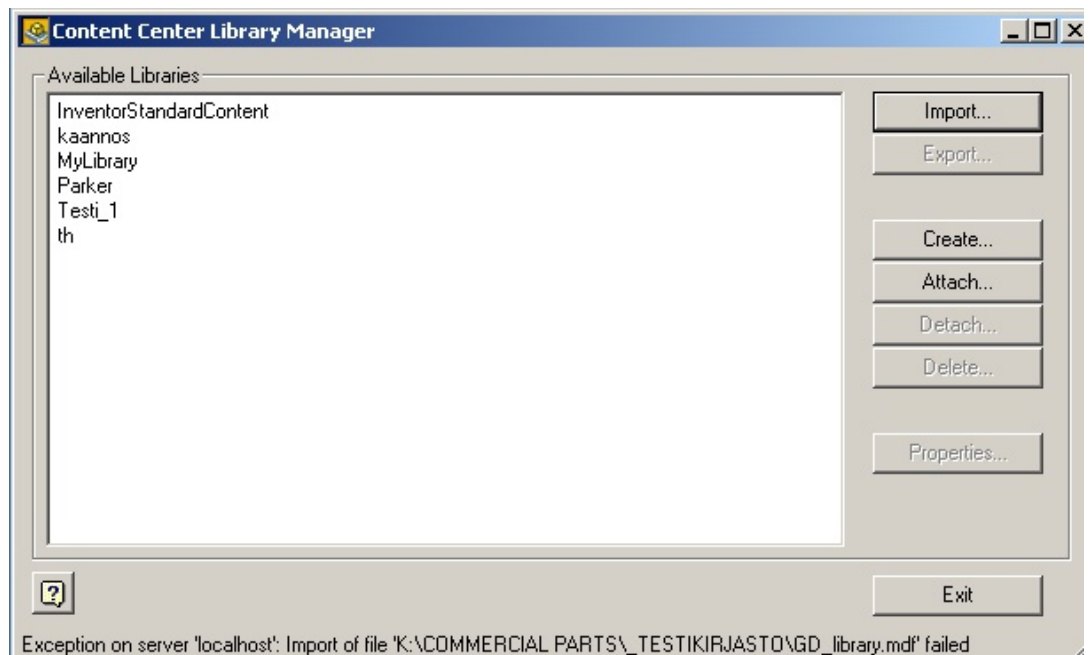 Content Center Library Manager
Available Libraries
InventorStandardContent
kaannos
MyLibrary
Parker
Testi_1
th
Import...
Export...
Create...
Attach...
Detach...
Delete...
Properties...
Exit
Exception on server 'localhost': Import of file 'K:\COMMERCIAL PARTS\_TESTIKIRJASTO\GD_library.mdf' failed